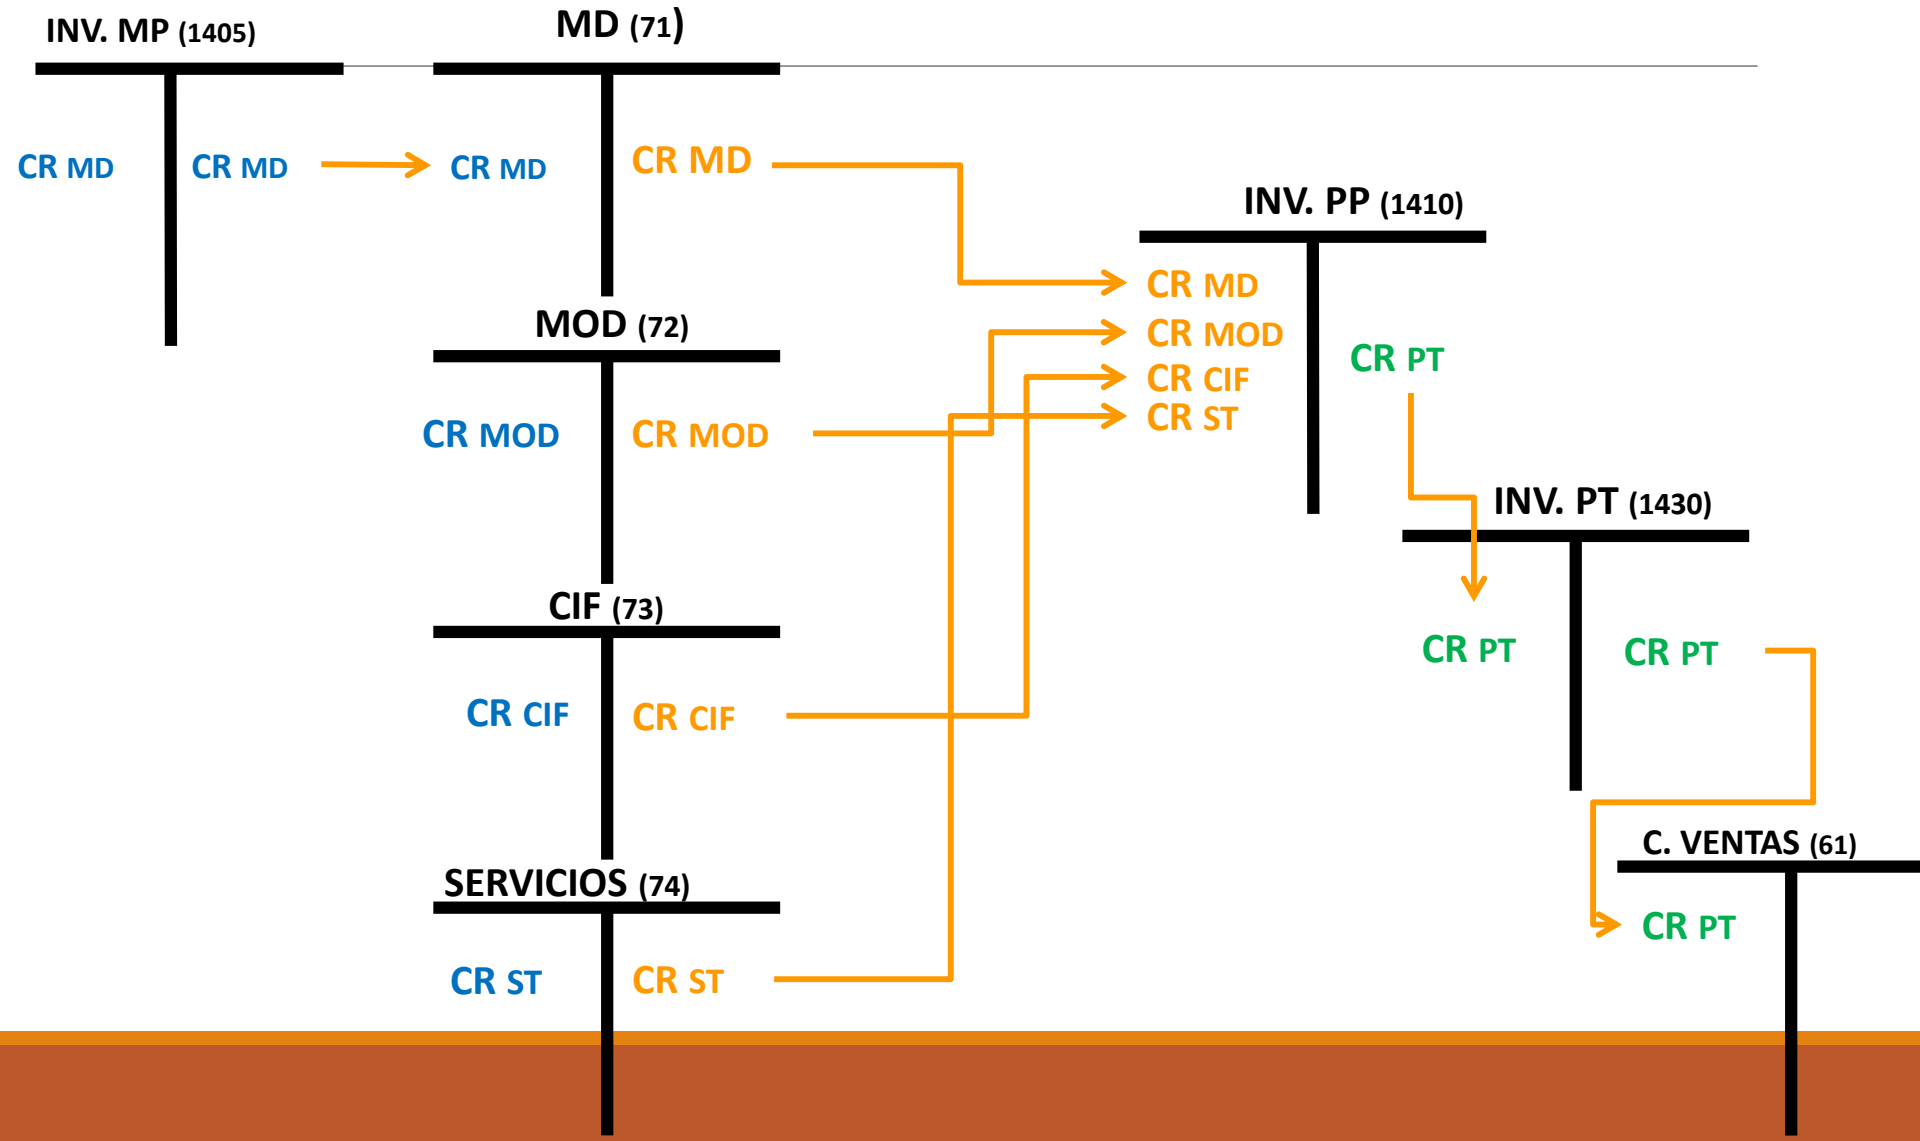 INV. MP (1405)
MD (71)
CR MD
CR MD
CR MD
CR MD
INV. PP (1410)
CR MD
CR MOD
CR CIF
CR ST
CR PT
MOD (72)
CR MOD
CR MOD
INV. PT (1430)
CR PT
CR PT
CIF (73)
CR CIF
CR CIF
C. VENTAS (61)
CR PT
SERVICIOS (74)
CR ST
CR ST